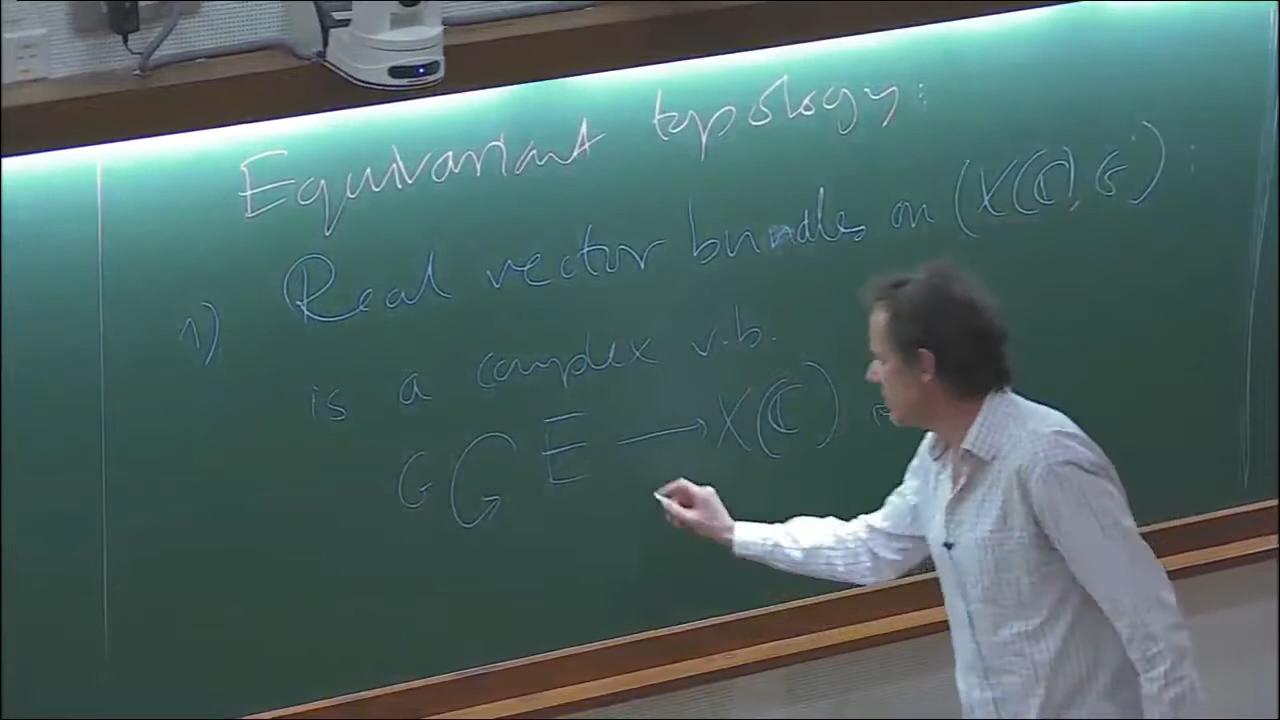 Equivariant topology:
1) Real vector bundles on (X(ℂ), G):
is a complex v.b.
G ↻ E → X(ℂ)